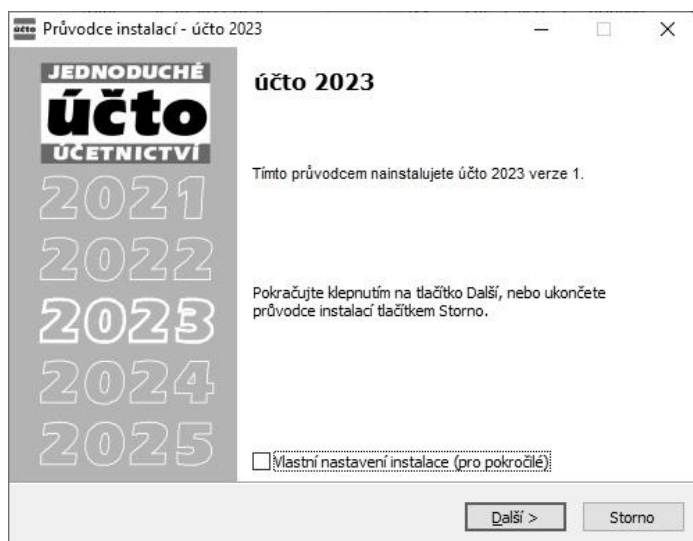 účto Průvodce instalací - účto 2023
JEDNODUCHÉ
účto
ÚČETNICTVÍ
2021
2022
2023
2024
2025
účto 2023
Tímto průvodcem nainstalujete účto 2023 verze 1.
Pokračujte klepnutím na tlačítko Další, nebo ukončete
průvodce instalací tlačítkem Storno.
Vlastní nastavení instalace (pro pokročilé)
Další >
Storno